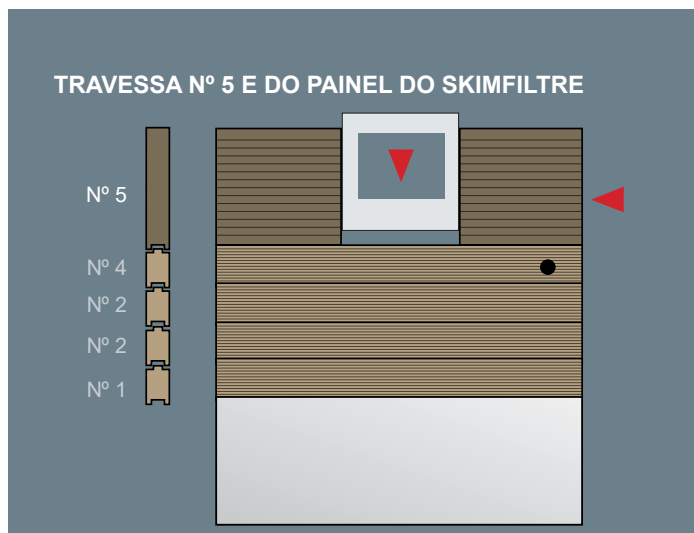 TRAVESSA Nº 5 E DO PAINEL DO SKIMFILTRE
Nº 5
Nº 4
Nº 2
Nº 2
Nº 1